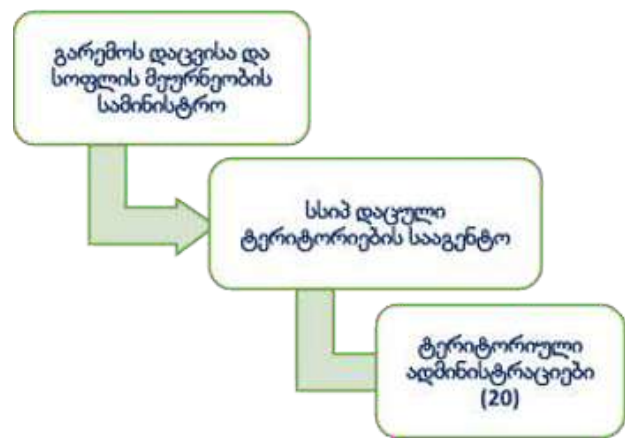 გარემოს დაცვისა და
სოფლის მეურნეობის
სამინისტრო
სსიპ დაცული
ტერიტორიების სააგენტო
ტერიტორიული
ადმინისტრაციები
(20)